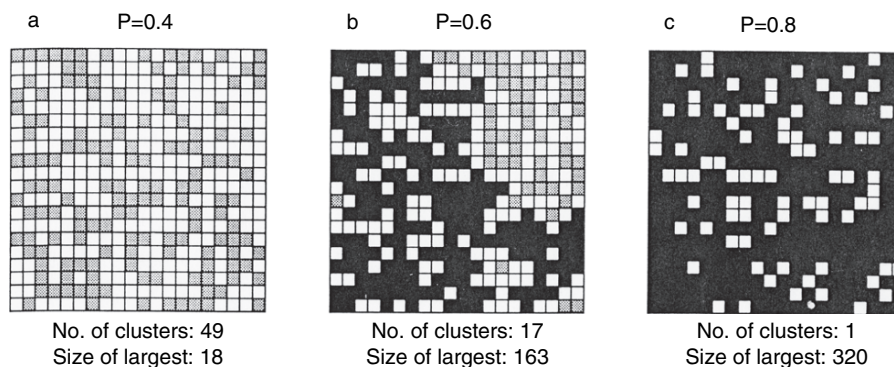 a P=0.4
b P=0.6
c P=0.8
No. of clusters: 49
Size of largest: 18
No. of clusters: 17
Size of largest: 163
No. of clusters: 1
Size of largest: 320